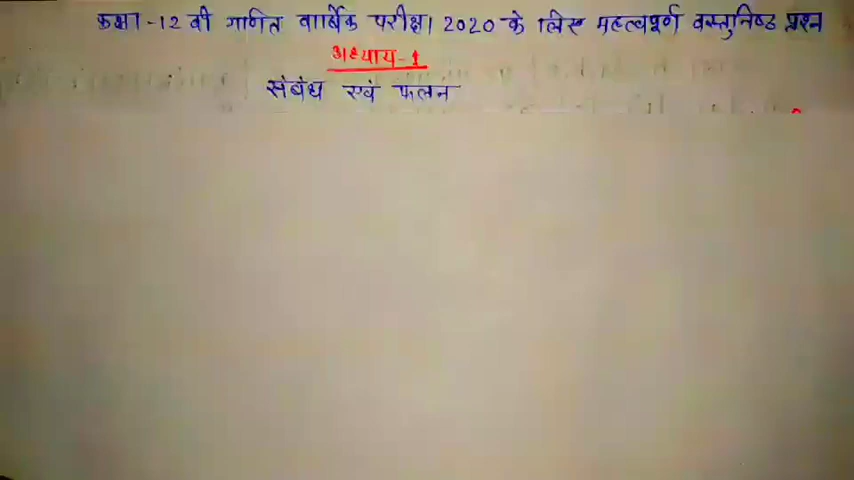 कक्षा -12 वी गणित वार्षिक परीक्षा 2020 के लिए महत्वपूर्ण वस्तुनिष्ठ प्रश्न
अध्याय-1
संबंध एवं फलन